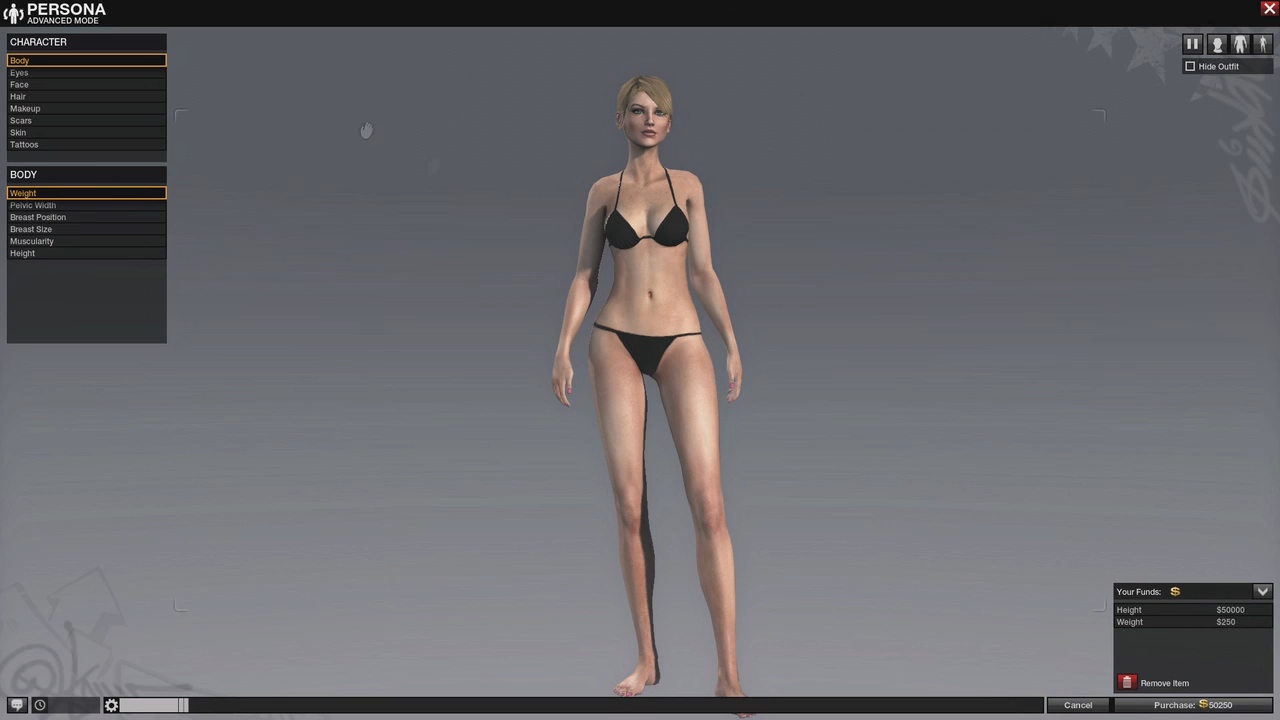 PERSONA
ADVANCED MODE
CHARACTER
Body
Eyes
Face
Hair
Makeup
Scars
Skin
Tattoos
Hide Outfit
BODY
Weight
Pelvic Width
Breast Position
Breast Size
Muscularity
Height
Your Funds: $
Height $50000
Weight $250
Remove Item
Cancel
Purchase: $50250